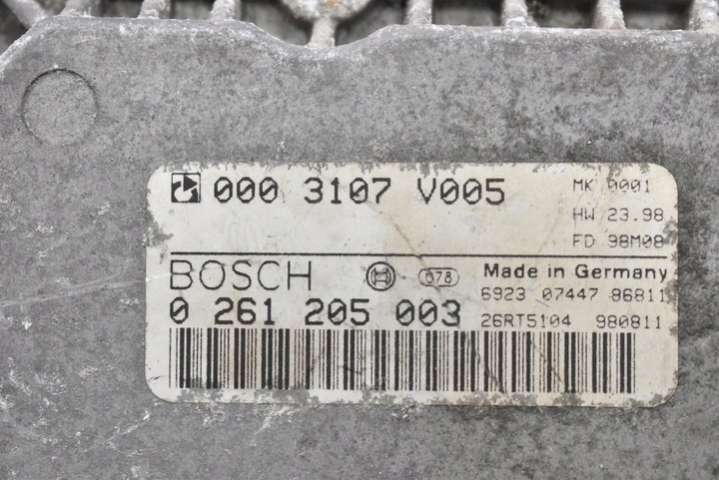 000 3107 V005
MK 0001
HW 23.98
FD 98M08
BOSCH
078
Made in Germany
0 261 205 003
6923 07447 86811
26RT5104 980811